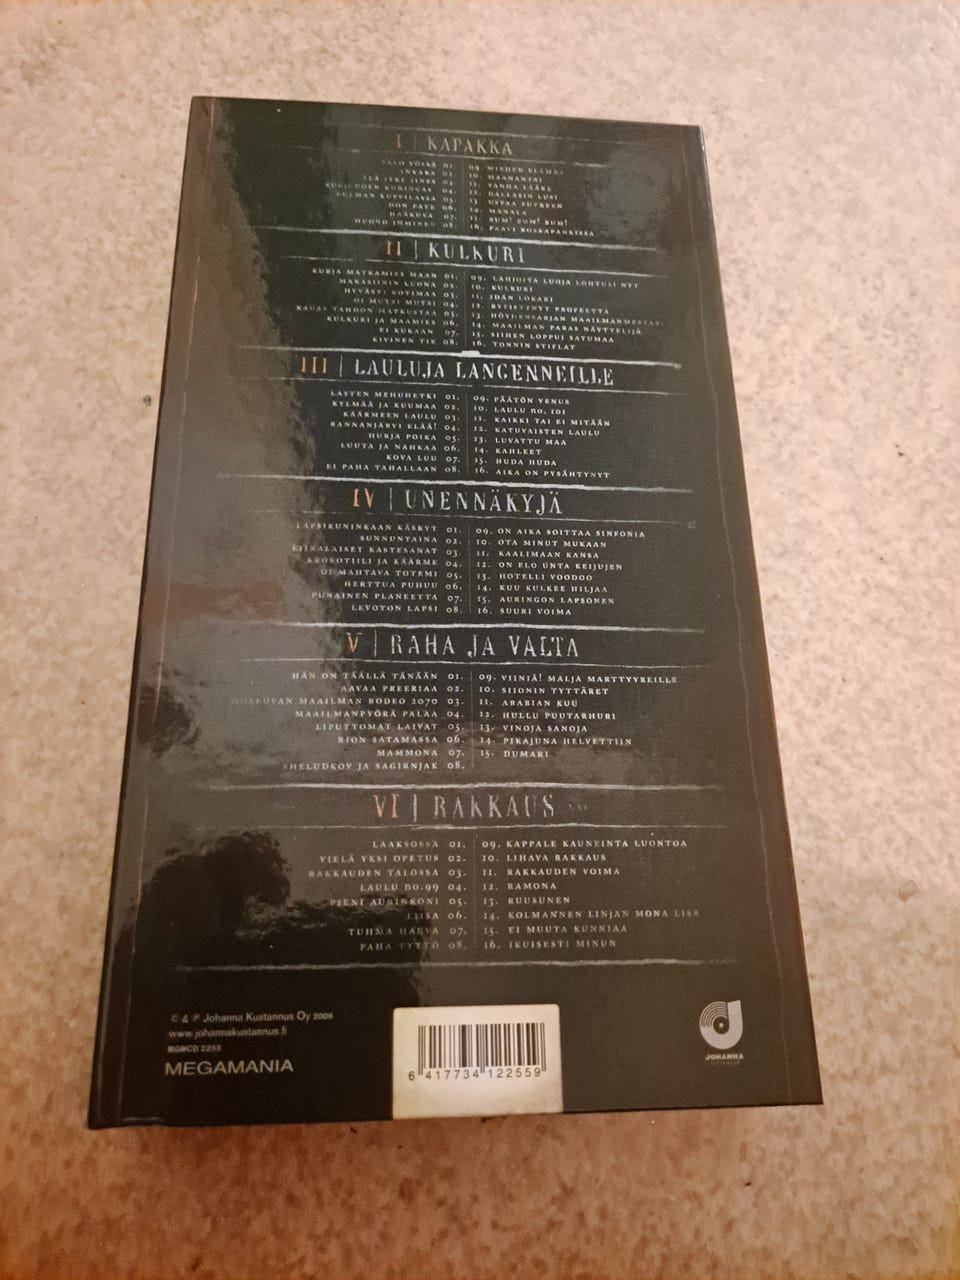 I | KAPAKKA
TALO YÖSSÄ 01.
ANKARA 02.
ÄLÄ ITKE IINES 03.
KURJUUDEN KUNINGAS 04.
KULMAN KUPPILASSA 05.
DON PATE 06.
HÄÄKUVA 07.
HUONO IHMINEN 08.
09. MIEHEN ELÄMÄÄ
10. MAANANTAI
11. VANHA LÄÄKE
12. DALLASIN LUSI
13. USVAA PUTKEEN
14. MANALA
15. BUM! BUM! BUM!
16. PAAVI ROSKAPANKISSA
II | KULKURI
KURJA MATKAMIES MAAN 01.
MAKASIININ LUONA 02.
HYVÄSTI KOTIMAA 03.
OI MUTSI MUTSI 04.
KAUAS TAHDON MATKUSTAA 05.
KULKURI JA MAAMIES 06.
EI KUKAAN 07.
KIVINEN TIE 08.
09. LAHJOITA LUOJA LOHTUSI NYT
10. KULKURI
11. IDÄN LOKARI
12. RYPISTYNYT PROFEETTA
13. HÖYHENSARJAN MAAILMANMESTARI
14. MAAILMAN PARAS NÄYTTELIJÄ
15. SIIHEN LOPPUI SATUMAA
16. TONNIN STIFLAT
III | LAULUJA LANGENNEILLE
LASTEN MEHUHETKI 01.
KYLMÄÄ JA KUUMAA 02.
KÄÄRMEEN LAULU 03.
RANNANJÄRVI ELÄÄ! 04.
HURJA POIKA 05.
LUUTA JA NAHKAA 06.
KOVA LUU 07.
EI PAHA TAHALLAAN 08.
09. PÄÄTÖN VENUS
10. LAULU NO. 101
11. KAIKKI TAI EI MITÄÄN
12. KATUVAISTEN LAULU
13. LUVATTU MAA
14. KAHLEET
15. HUDA HUDA
16. AIKA ON PYSÄHTYNYT
IV | UNENNÄKYJÄ
LAPSIKUNINKAAN KÄSKYT 01.
SUNNUNTAINA 02.
KIINALAISET KASTESANAT 03.
KROKOTIILI JA KÄÄRME 04.
OI MAHTAVA TOTEMI 05.
HERTTUA PUHUU 06.
PUNAINEN PLANEETTA 07.
LEVOTON LAPSI 08.
09. ON AIKA SOITTAA SINFONIA
10. OTA MINUT MUKAAN
11. KAALIMAAN KANSA
12. ON ELO UNTA KEIJUJEN
13. HOTELLI VOODOO
14. KUU KULKEE HILJAA
15. AURINGON LAPSONEN
16. SUURI VOIMA
V | RAHA JA VALTA
HÄN ON TÄÄLLÄ TÄNÄÄN 01.
AAVAA PREERIAA 02.
MAAILMAN RODEO 2070 03.
MAAILMANPYÖRÄ PALAA 04.
LIPUTTOMAT LAIVAT 05.
RION SATAMASSA 06.
MAMMONA 07.
SHELUDKOV JA SAGIRNJAK 08.
09. VIINIÄ! MALJA MARTTYYREILLE
10. SIIONIN TYTTÄRET
11. ARABIAN KUU
12. HULLU PUUTARHURI
13. VINOJA SANOJA
14. PIKAJUNA HELVETTIIN
15. DUMARI
VI | RAKKAUS
LAAKSOSSA 01.
VIELÄ YKSI OPETUS 02.
RAKKAUDEN TALOSSA 03.
LAULU NO.99 04.
PIENI AURINKONI 05.
LIISA 06.
TUHMA HARVA 07.
PAHA TYTTÖ 08.
09. KAPPALE KAUNEINTA LUONTOA
10. LIHAVA RAKKAUS
11. RAKKAUDEN VOIMA
12. RAMONA
13. RUUSUNEN
14. KOLMANNEN LINJAN MONA LISA
15. EI MUUTA KUNNIAA
16. IKUISESTI MINUN
© & ℗ Johanna Kustannus Oy 2009
www.johannakustannus.fi
MGMCD 2255
MEGAMANIA
6 417734 122559
JOHANNA